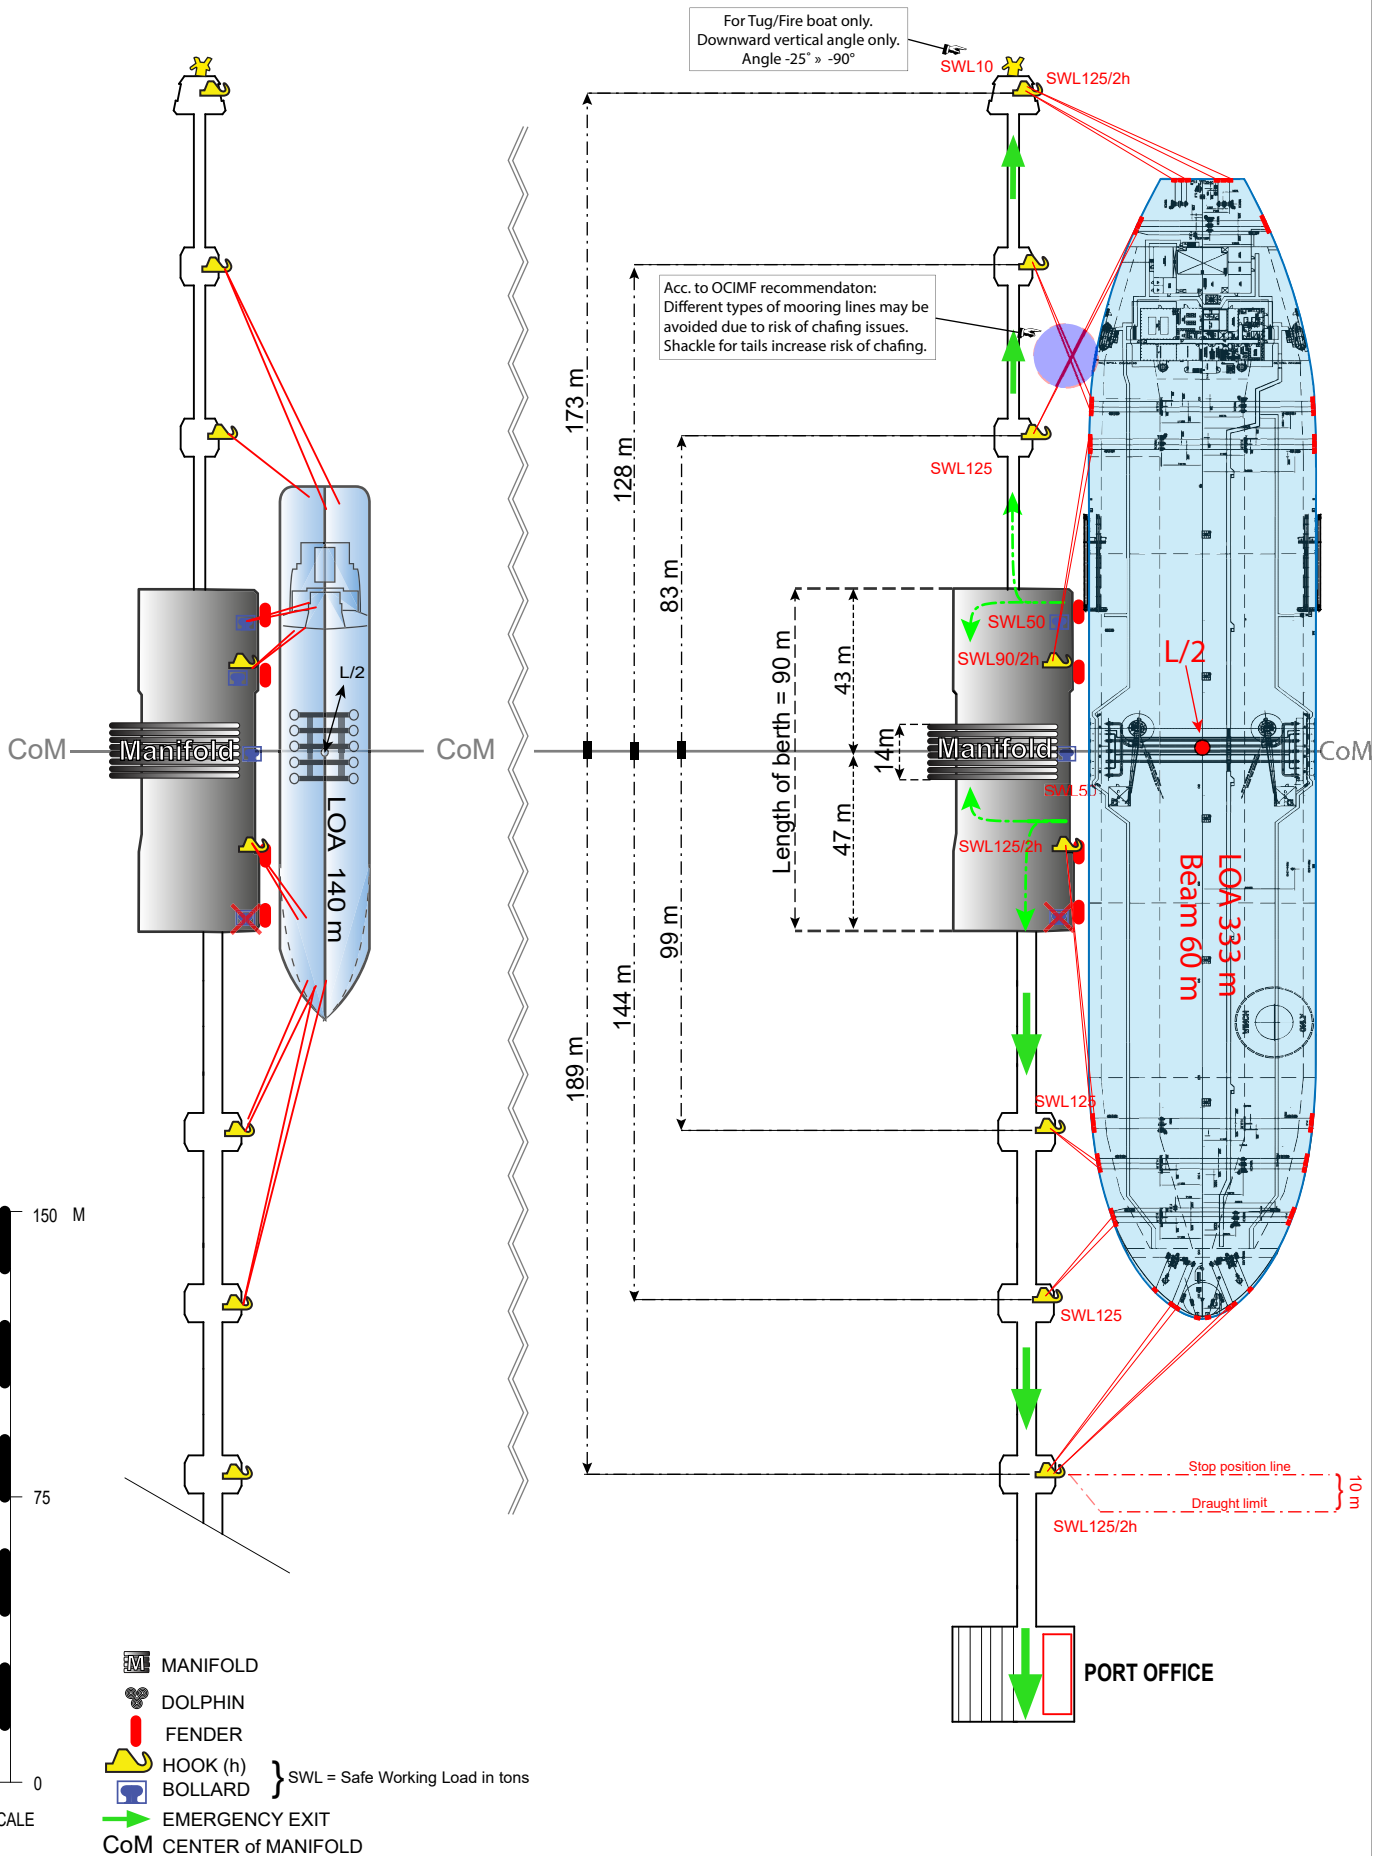 For Tug/Fire boat only.
Downward vertical angle only.
Angle -25° » -90°
SWL10
SWL125/2h
Acc. to OCIMF recommendaton:
Different types of mooring lines may be
avoided due to risk of chafing issues.
Shackle for tails increase risk of chafing.
173 m
128 m
83 m
SWL125
Length of berth = 90 m
43 m
SWL50
SWL90/2h
L/2
L/2
CoM
Manifold
CoM
14m
Manifold
CoM
SWL50
47 m
SWL125/2h
LOA 140 m
LOA 333 m
Beam 60 m
99 m
144 m
189 m
SWL125
SWL125
150 M
75
0
CALE
Stop position line
Draught limit
10 m
SWL125/2h
PORT OFFICE
M MANIFOLD
DOLPHIN
FENDER
HOOK (h)
BOLLARD
SWL = Safe Working Load in tons
EMERGENCY EXIT
CoM CENTER of MANIFOLD